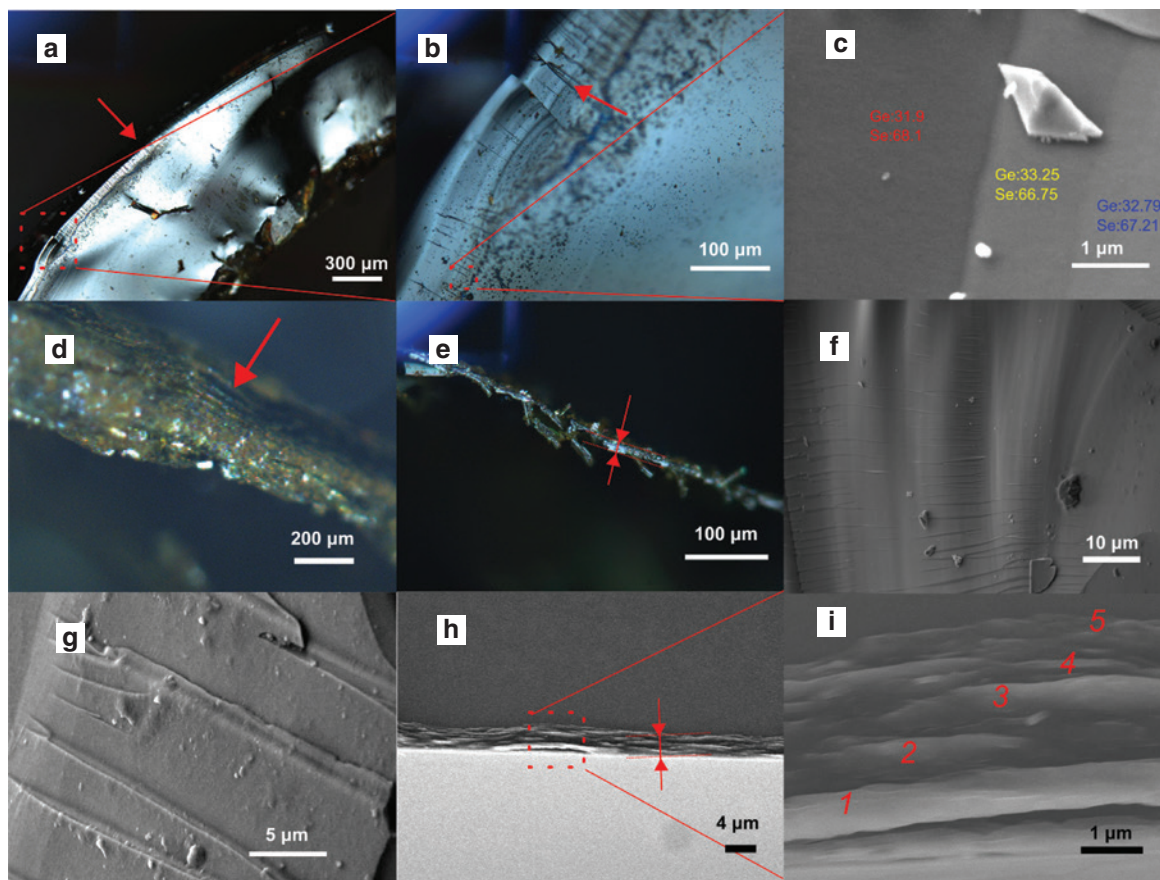 a
300 µm
b
100 µm
c
Ge:31.9
Se:68.1
Ge:33.25
Se:66.75
Ge:32.79
Se:67.21
1 µm
d
200 µm
e
100 µm
f
10 µm
g
5 µm
h
4 µm
i
5
4
3
2
1
1 µm